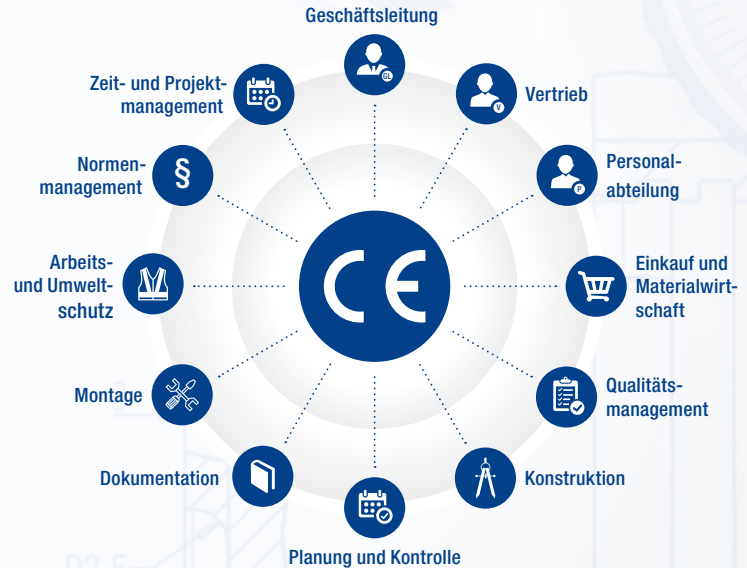 Geschäftsleitung
GL
Zeit- und Projekt-
management
Vertrieb
V
Normen-
management
§
Personal-
abteilung
P
Arbeits-
und Umwelt-
schutz
CE
Einkauf und
Materialwirt-
schaft
Montage
Qualitäts-
management
Dokumentation
Konstruktion
Planung und Kontrolle